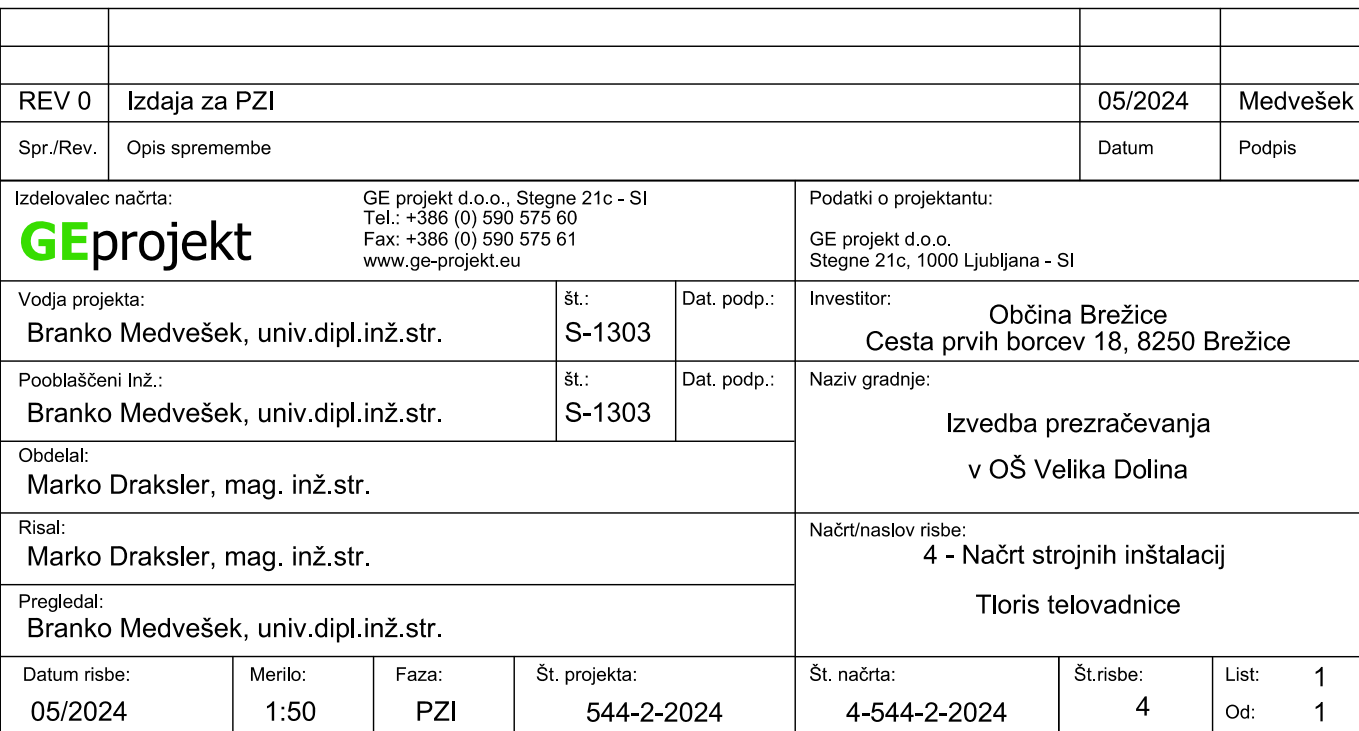 REV 0 Izdaja za PZI 05/2024 Medvešek
Spr./Rev. Opis spremembe Datum Podpis
Izdelovalec načrta:
GEprojekt
GE projekt d.o.o., Stegne 21c - SI
Tel.: +386 (0) 590 575 60
Fax: +386 (0) 590 575 61
www.ge-projekt.eu
Podatki o projektantu:
GE projekt d.o.o.
Stegne 21c, 1000 Ljubljana - SI
Vodja projekta: št.: Dat. podp.:
Branko Medvešek, univ.dipl.inž.str. S-1303
Investitor:
Občina Brežice
Cesta prvih borcev 18, 8250 Brežice
Pooblaščeni Inž.: št.: Dat. podp.:
Branko Medvešek, univ.dipl.inž.str. S-1303
Naziv gradnje:
Izvedba prezračevanja
v OŠ Velika Dolina
Obdelal:
Marko Draksler, mag. inž.str.
Risal:
Marko Draksler, mag. inž.str.
Načrt/naslov risbe:
4 - Načrt strojnih inštalacij
Tloris telovadnice
Pregledal:
Branko Medvešek, univ.dipl.inž.str.
Datum risbe: Merilo: Faza: Št. projekta: Št. načrta: Št.risbe: List: 1
05/2024 1:50 PZI 544-2-2024 4-544-2-2024 4 Od: 1